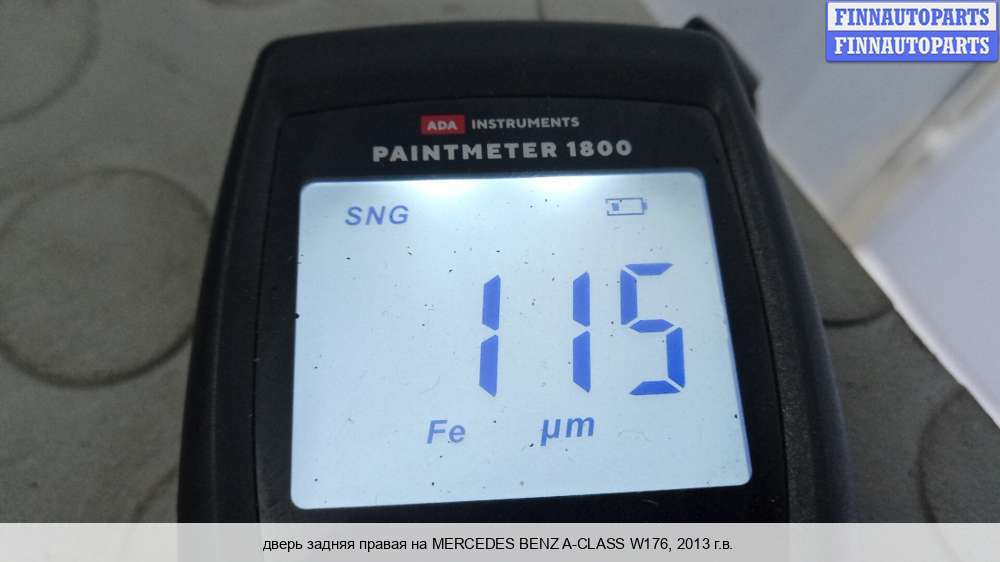 FINNAUTOPARTS
FINNAUTOPARTS
ADA INSTRUMENTS
PAINTMETER 1800
SNG
115
Fe µm
дверь задняя правая на MERCEDES BENZ A-CLASS W176, 2013 г.в.